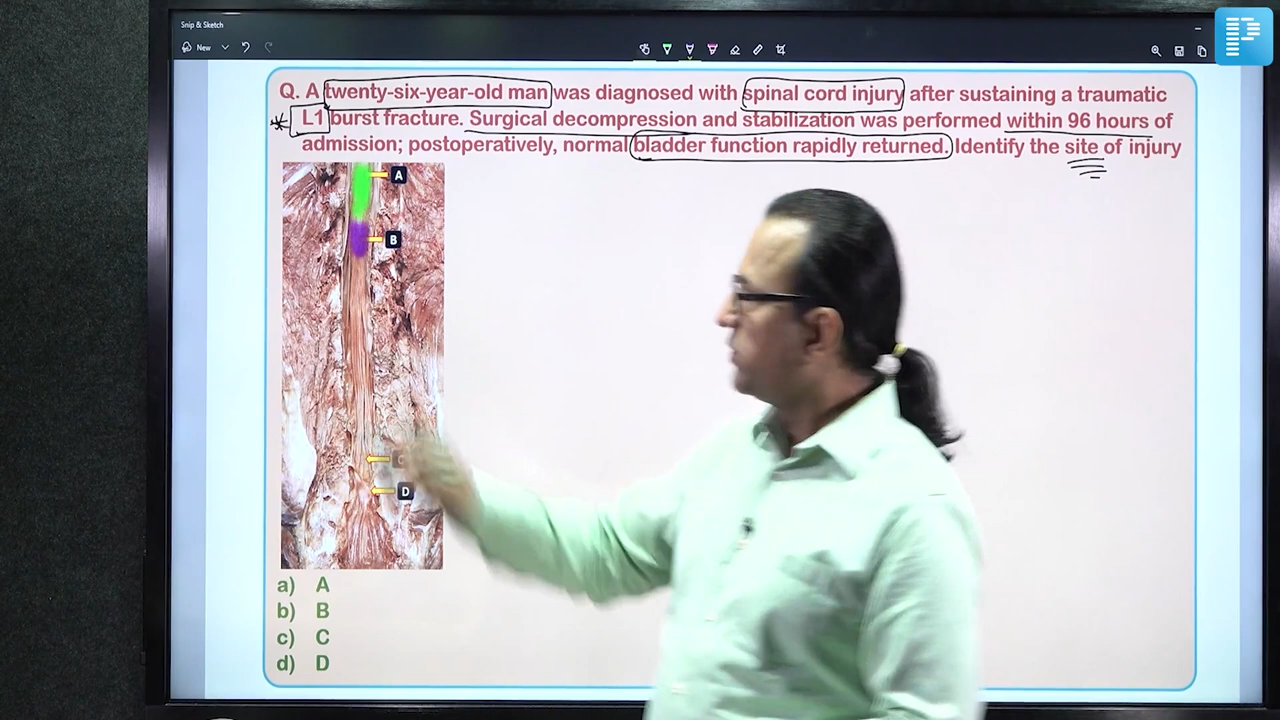 Snip & Sketch
New
Q. A twenty-six-year-old man was diagnosed with spinal cord injury after sustaining a traumatic
L1 burst fracture. Surgical decompression and stabilization was performed within 96 hours of
admission; postoperatively, normal bladder function rapidly returned. Identify the site of injury
A
B
C
D
a) A
b) B
c) C
d) D